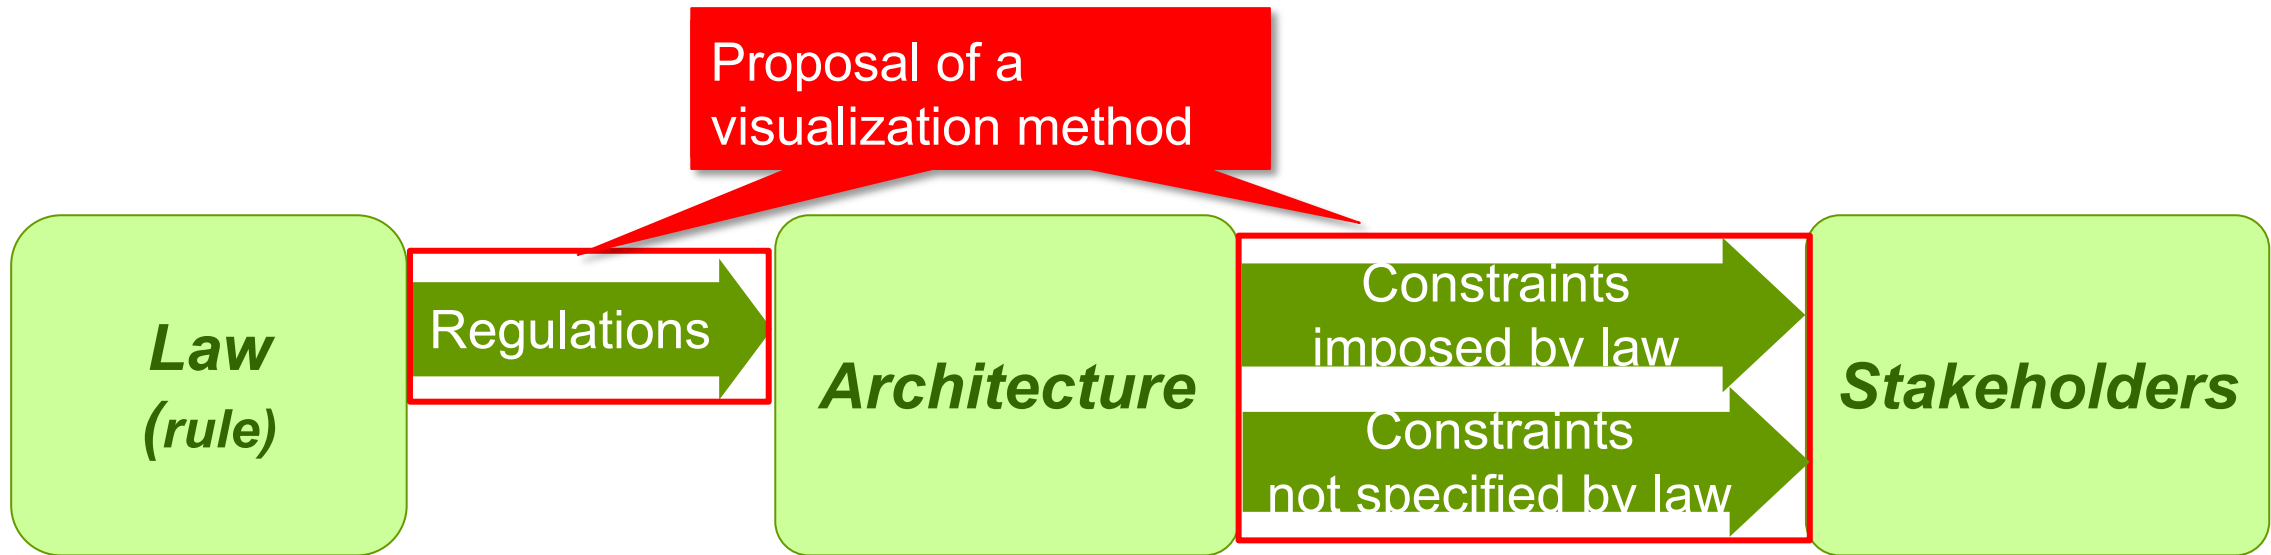 Proposal of a
visualization method
Law
(rule)
Regulations
Architecture
Constraints
imposed by law
Constraints
not specified by law
Stakeholders